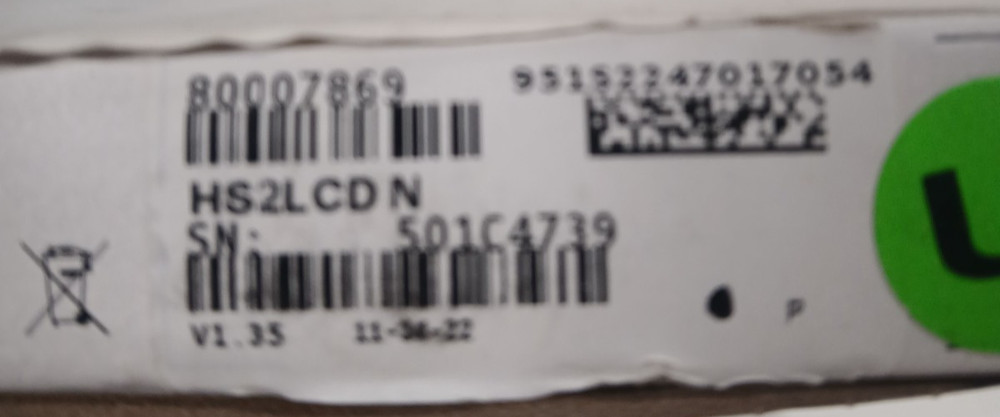 80007869
95152247017054
HS2LCD N
SN: 501C4739
V1.35
P
U